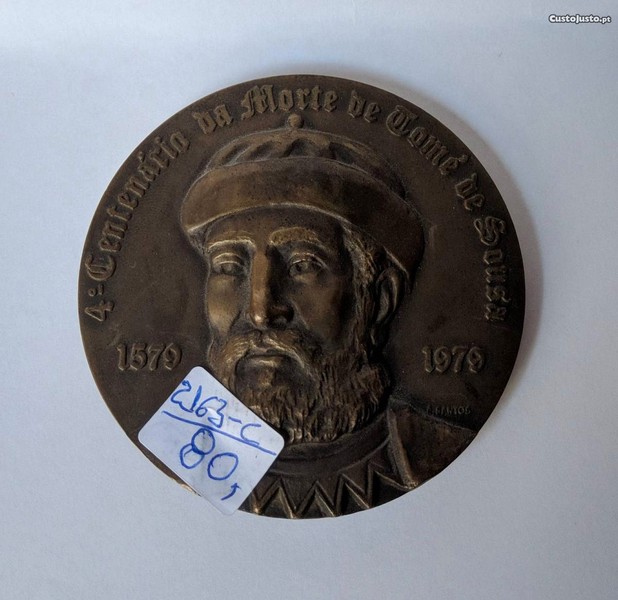 CustoJusto.pt
4º Centenário da Morte de Tomé de Sousa
1579
1979
2163-C
80,